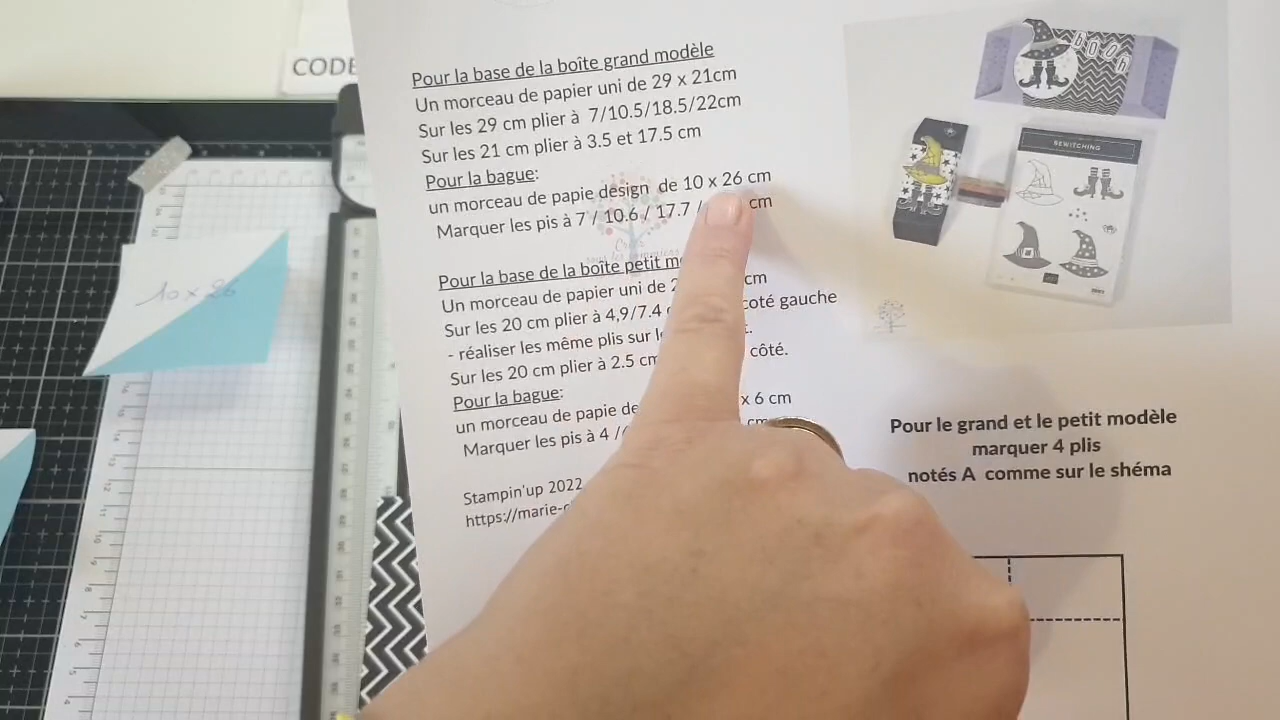 CODE
Pour la base de la boîte grand modèle
Un morceau de papier uni de 29 x 21cm
Sur les 29 cm plier à 7/10.5/18.5/22cm
Sur les 21 cm plier à 3.5 et 17.5 cm
Pour la bague:
un morceau de papie design de 10 x 26 cm
Marquer les pis à 7 / 10.6 / 17.7 / cm
Pour la base de la boîte petit
Un morceau de papier uni de cm
Sur les 20 cm plier à 4,9/7.4 coté gauche
- réaliser les même plis sur
Sur les 20 cm plier à 2.5 cm côté.
Pour la bague:
un morceau de papie de x 6 cm
Marquer les pis à 4 / cm
Stampin'up 2022
10 x 26
BOOh
BEWITCHING
Pour le grand et le petit modèle
marquer 4 plis
notés A comme sur le shéma